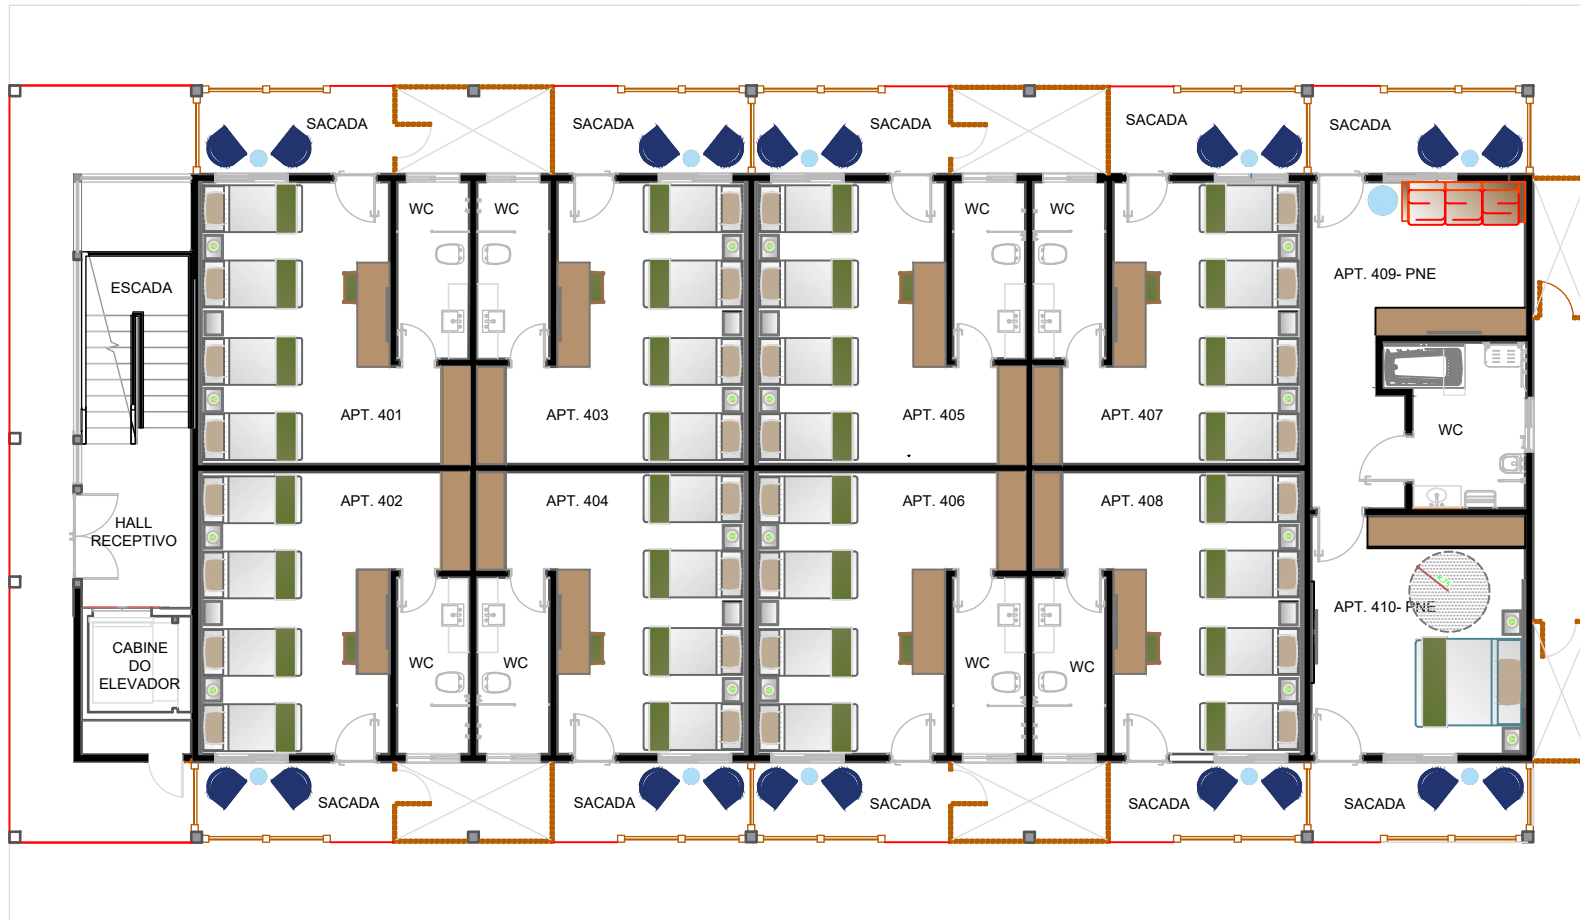 SACADA
SACADA
SACADA
SACADA
SACADA
WC
WC
WC
WC
ESCADA
APT. 409- PNE
APT. 401
APT. 403
APT. 405
APT. 407
WC
APT. 402
APT. 404
APT. 406
APT. 408
HALL
RECEPTIVO
APT. 410- PNE
CABINE
DO
ELEVADOR
WC
WC
WC
WC
SACADA
SACADA
SACADA
SACADA
SACADA